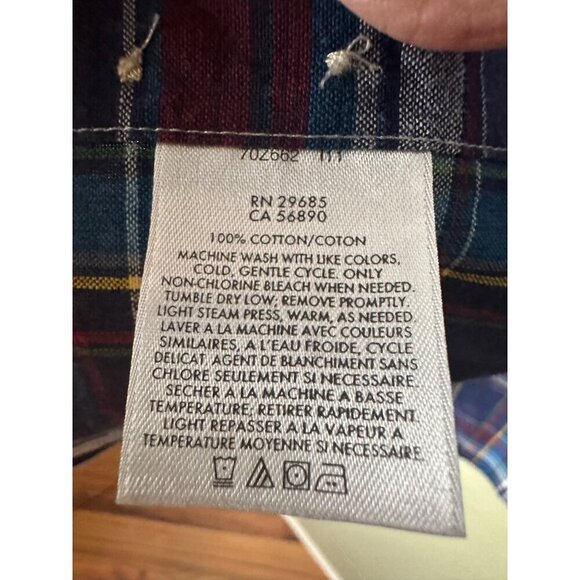 702662 111
RN 29685
CA 56890
100% COTTON/COTON
MACHINE WASH WITH LIKE COLORS,
COLD, GENTLE CYCLE. ONLY
NON-CHLORINE BLEACH WHEN NEEDED.
TUMBLE DRY LOW; REMOVE PROMPTLY.
LIGHT STEAM PRESS, WARM, AS NEEDED.
LAVER A LA MACHINE AVEC COULEURS
SIMILAIRES, A L'EAU FROIDE, CYCLE
DELICAT. AGENT DE BLANCHIMENT SANS
CHLORE SEULEMENT SI NECESSAIRE.
SECHER A LA MACHINE A BASSE
TEMPERATURE; RETIRER RAPIDEMENT.
LIGHT REPASSER A LA VAPEUR A
TEMPERATURE MOYENNE SI NECESSAIRE.